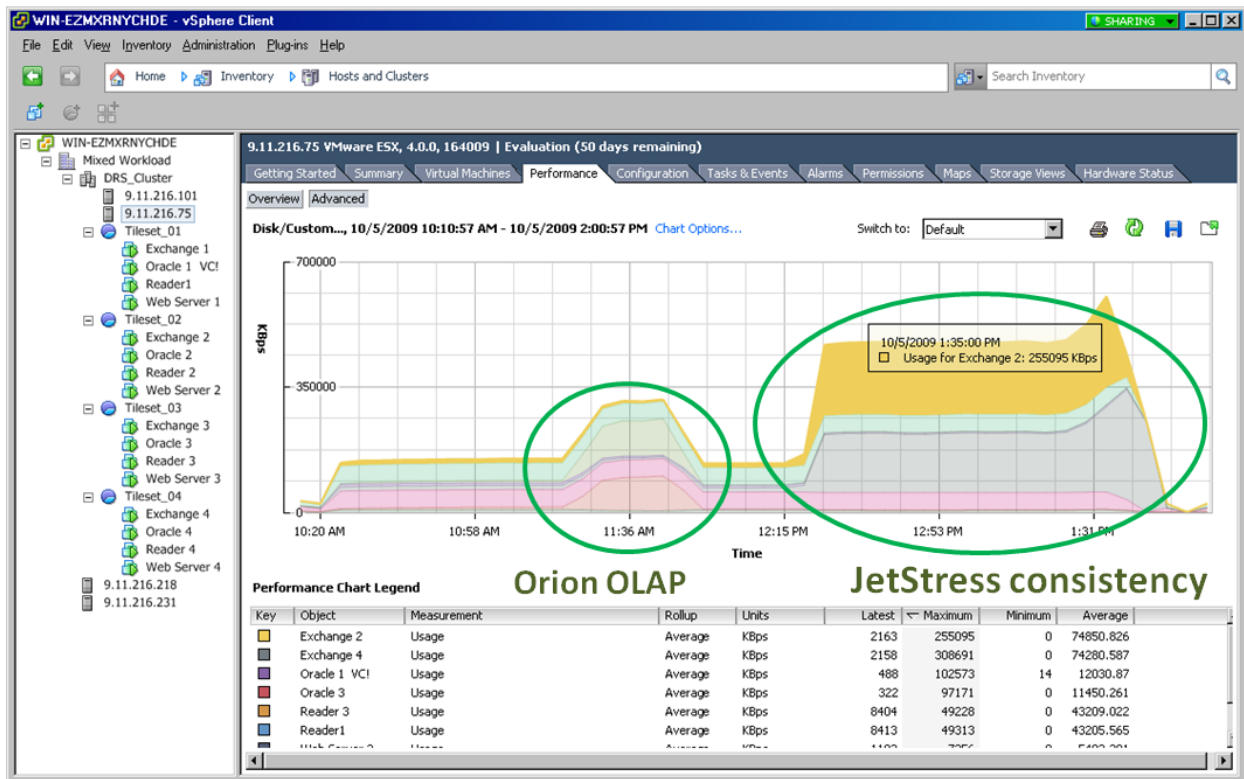 WIN-EZMXRNYCHDE - vSphere Client
SHARING
File Edit View Inventory Administration Plug-ins Help
Home Inventory Hosts and Clusters
Search Inventory
WIN-EZMXRNYCHDE
Mixed Workload
DRS_Cluster
9.11.216.101
9.11.216.75
Tileset_01
Exchange 1
Oracle 1 VC!
Reader1
Web Server 1
Tileset_02
Exchange 2
Oracle 2
Reader 2
Web Server 2
Tileset_03
Exchange 3
Oracle 3
Reader 3
Web Server 3
Tileset_04
Exchange 4
Oracle 4
Reader 4
Web Server 4
9.11.216.218
9.11.216.231
9.11.216.75 VMware ESX, 4.0.0, 164009 | Evaluation (50 days remaining)
Getting Started Summary Virtual Machines Performance Configuration Tasks & Events Alarms Permissions Maps Storage Views Hardware Status
Overview Advanced
Disk/Custom..., 10/5/2009 10:10:57 AM - 10/5/2009 2:00:57 PM Chart Options... Switch to: Default
700000
KBps
10/5/2009 1:35:00 PM
Usage for Exchange 2: 255095 KBps
350000
0
10:20 AM 10:58 AM 11:36 AM 12:15 PM 12:53 PM 1:31 PM
Time
Orion OLAP JetStress consistency
Performance Chart Legend
Key Object Measurement Rollup Units Latest Maximum Minimum Average
Exchange 2 Usage Average KBps 2163 255095 0 74850.826
Exchange 4 Usage Average KBps 2158 308691 0 74280.587
Oracle 1 VC! Usage Average KBps 488 102573 14 12030.87
Oracle 3 Usage Average KBps 322 97171 0 11450.261
Reader 3 Usage Average KBps 8404 49228 0 43209.022
Reader1 Usage Average KBps 8413 49313 0 43205.565